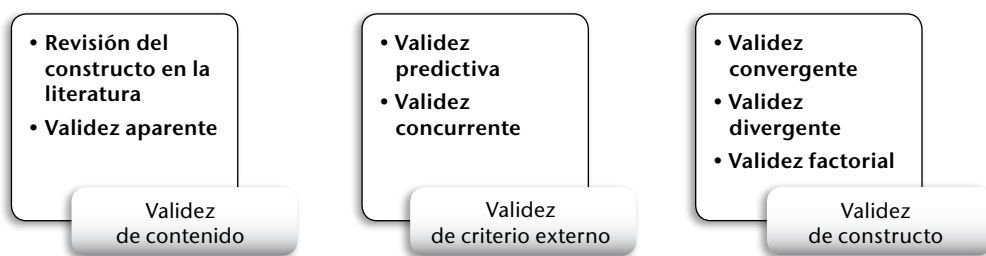 • Revisión del
constructo en la
literatura
• Validez aparente
Validez
de contenido
• Validez
predictiva
• Validez
concurrente
Validez
de criterio externo
• Validez
convergente
• Validez
divergente
• Validez factorial
Validez
de constructo